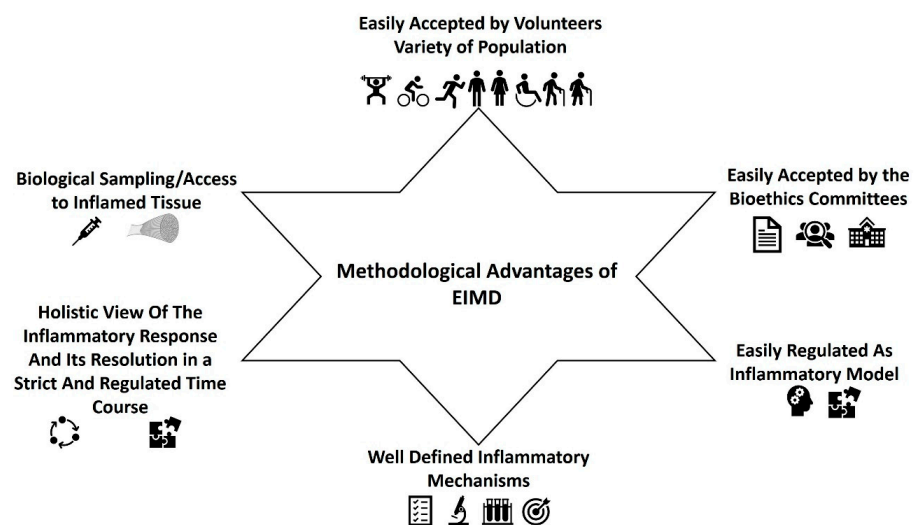 Easily Accepted by Volunteers
Variety of Population
Biological Sampling/Access
to Inflamed Tissue
Easily Accepted by the
Bioethics Committees
Methodological Advantages of
EIMD
Holistic View Of The
Inflammatory Response
And Its Resolution in a
Strict And Regulated Time
Course
Easily Regulated As
Inflammatory Model
Well Defined Inflammatory
Mechanisms